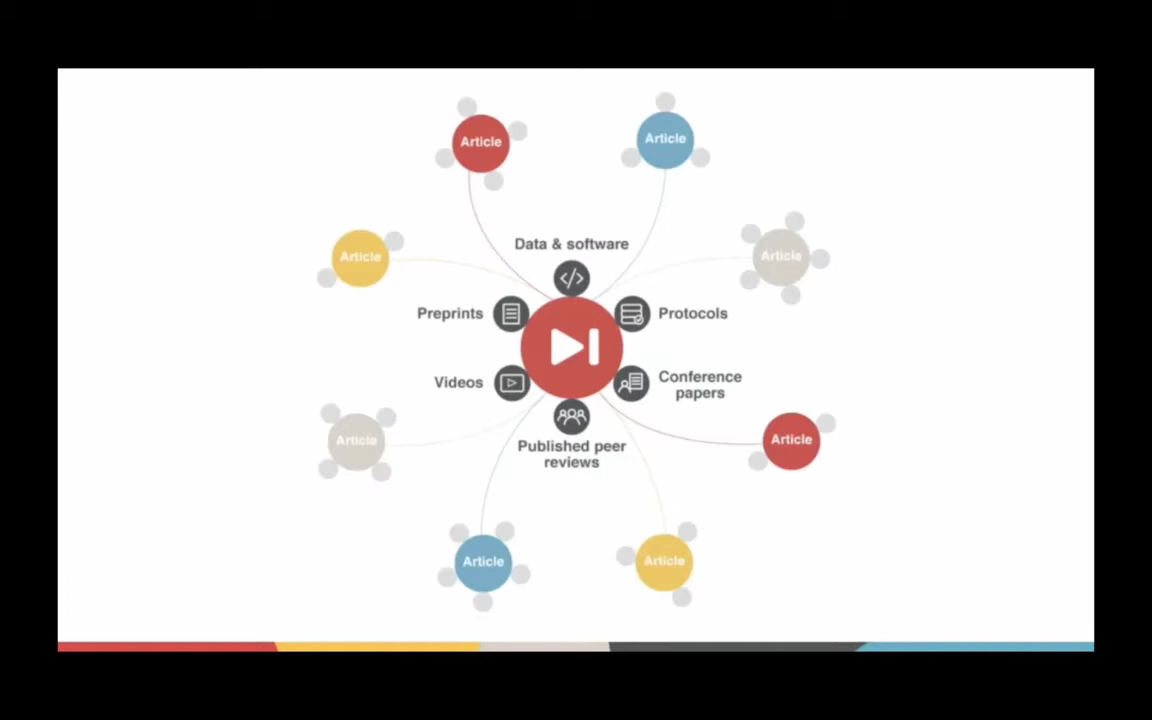 Article
Article
Article
Data & software
Article
Preprints
Protocols
Videos
Conference
papers
Article
Published peer
reviews
Article
Article
Article